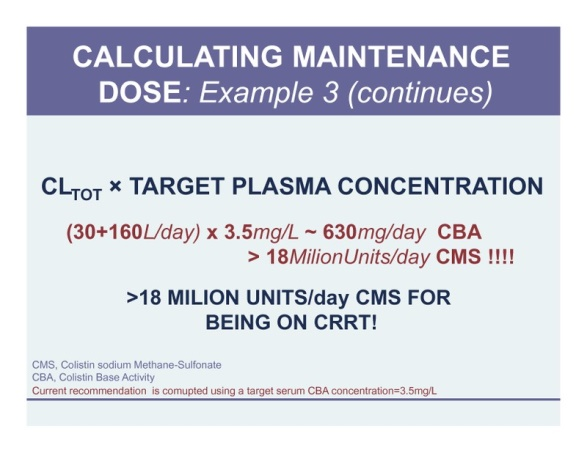 CALCULATING MAINTENANCE
DOSE: Example 3 (continues)
CLTOT × TARGET PLASMA CONCENTRATION
(30+160L/day) x 3.5mg/L ~ 630mg/day CBA
> 18MilionUnits/day CMS !!!!
>18 MILION UNITS/day CMS FOR
BEING ON CRRT!
CMS, Colistin sodium Methane-Sulfonate
CBA, Colistin Base Activity
Current recommendation is comupted using a target serum CBA concentration=3.5mg/L